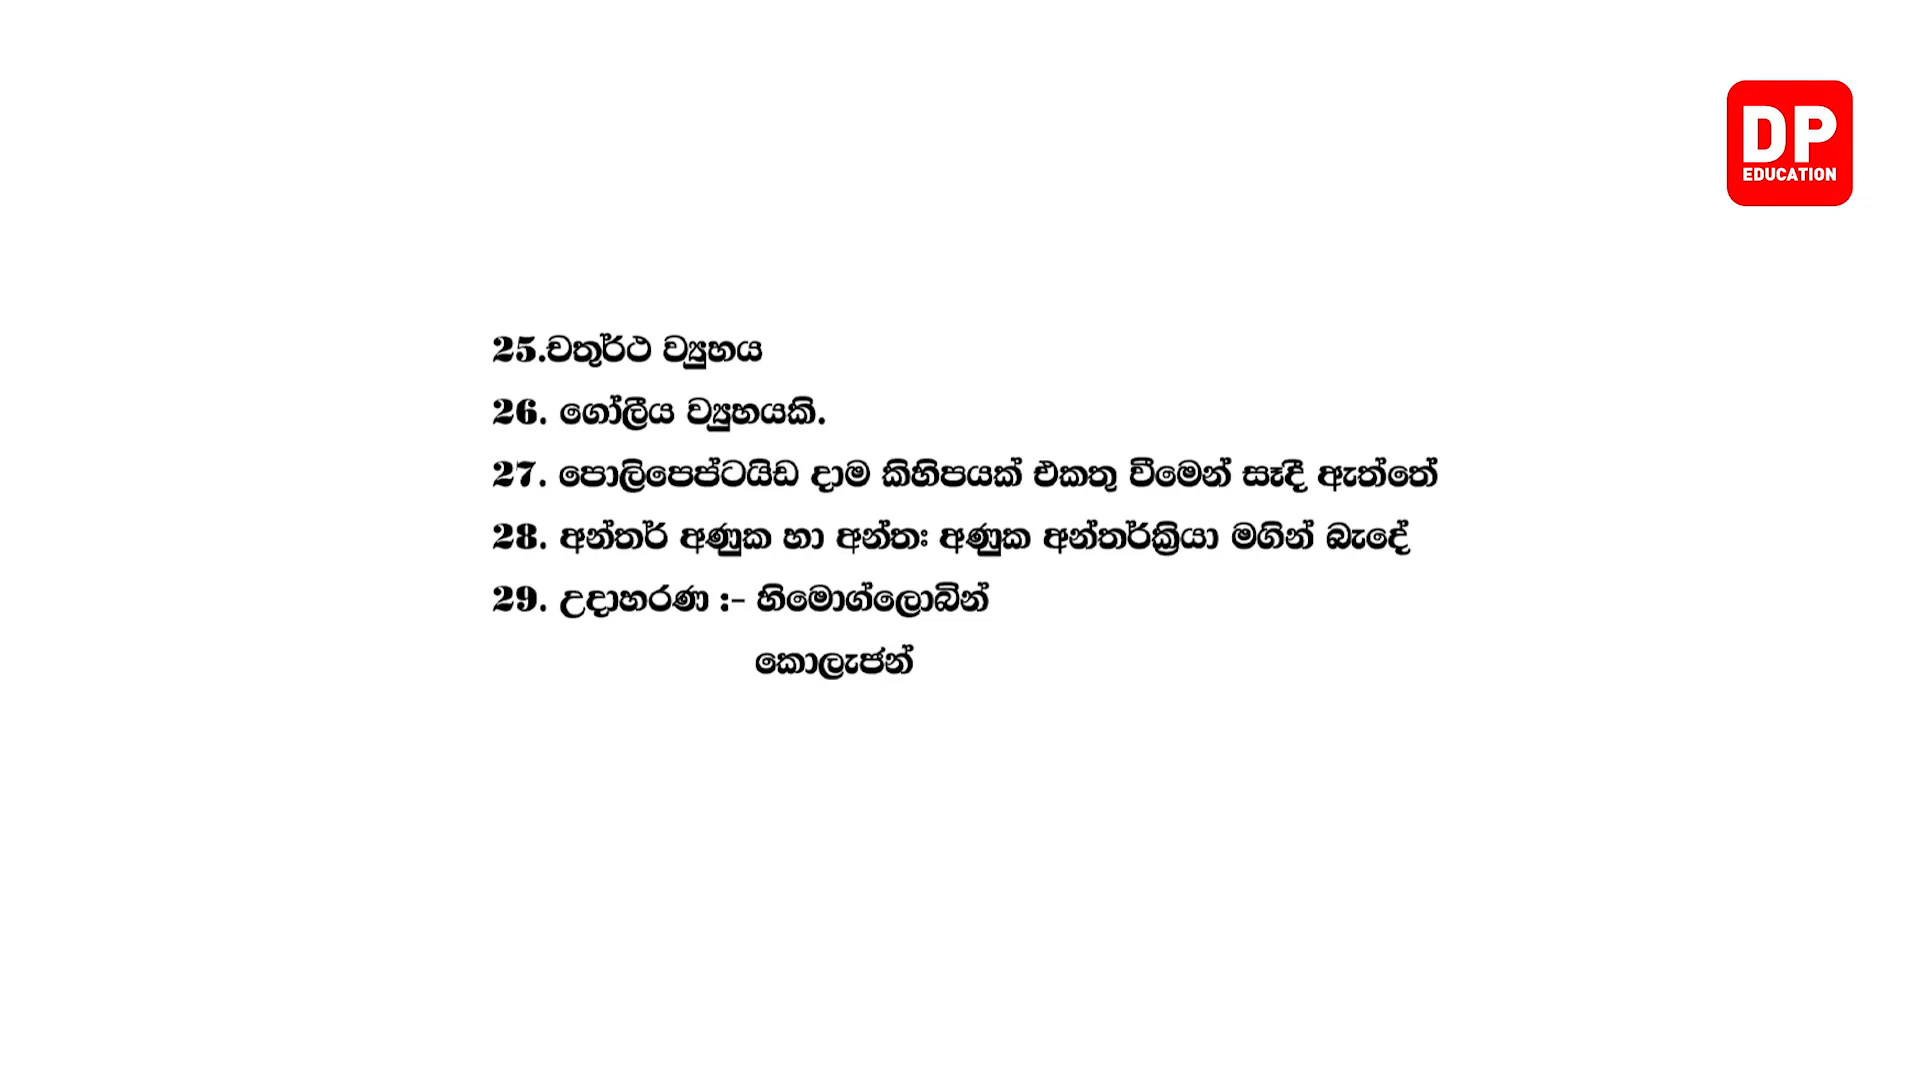 DP
EDUCATION
25.චතුර්ථ ව්‍යුහය
26. ගෝලීය ව්‍යුහයකි.
27. පොලිපෙප්ටයිඩ දාම කිහිපයක් එකතු වීමෙන් සෑදී ඇත්තේ
28. අන්තර් අණුක හා අන්තඃ අණුක අන්තර්ක්‍රියා මගින් බැඳේ
29. උදාහරණ :- හිමොග්ලොබින්
කොලැජන්